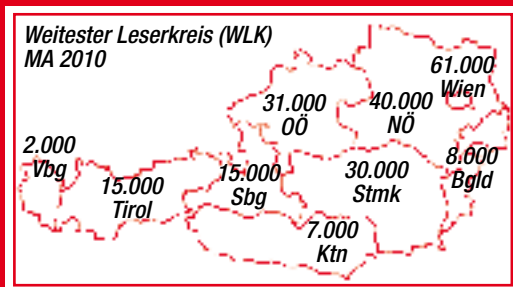 Weitester Leserkreis (WLK)
MA 2010
61.000
Wien
31.000
OÖ
40.000
NÖ
2.000
Vbg
15.000
Tirol
15.000
Sbg
30.000
Stmk
8.000
Bgld
7.000
Ktn